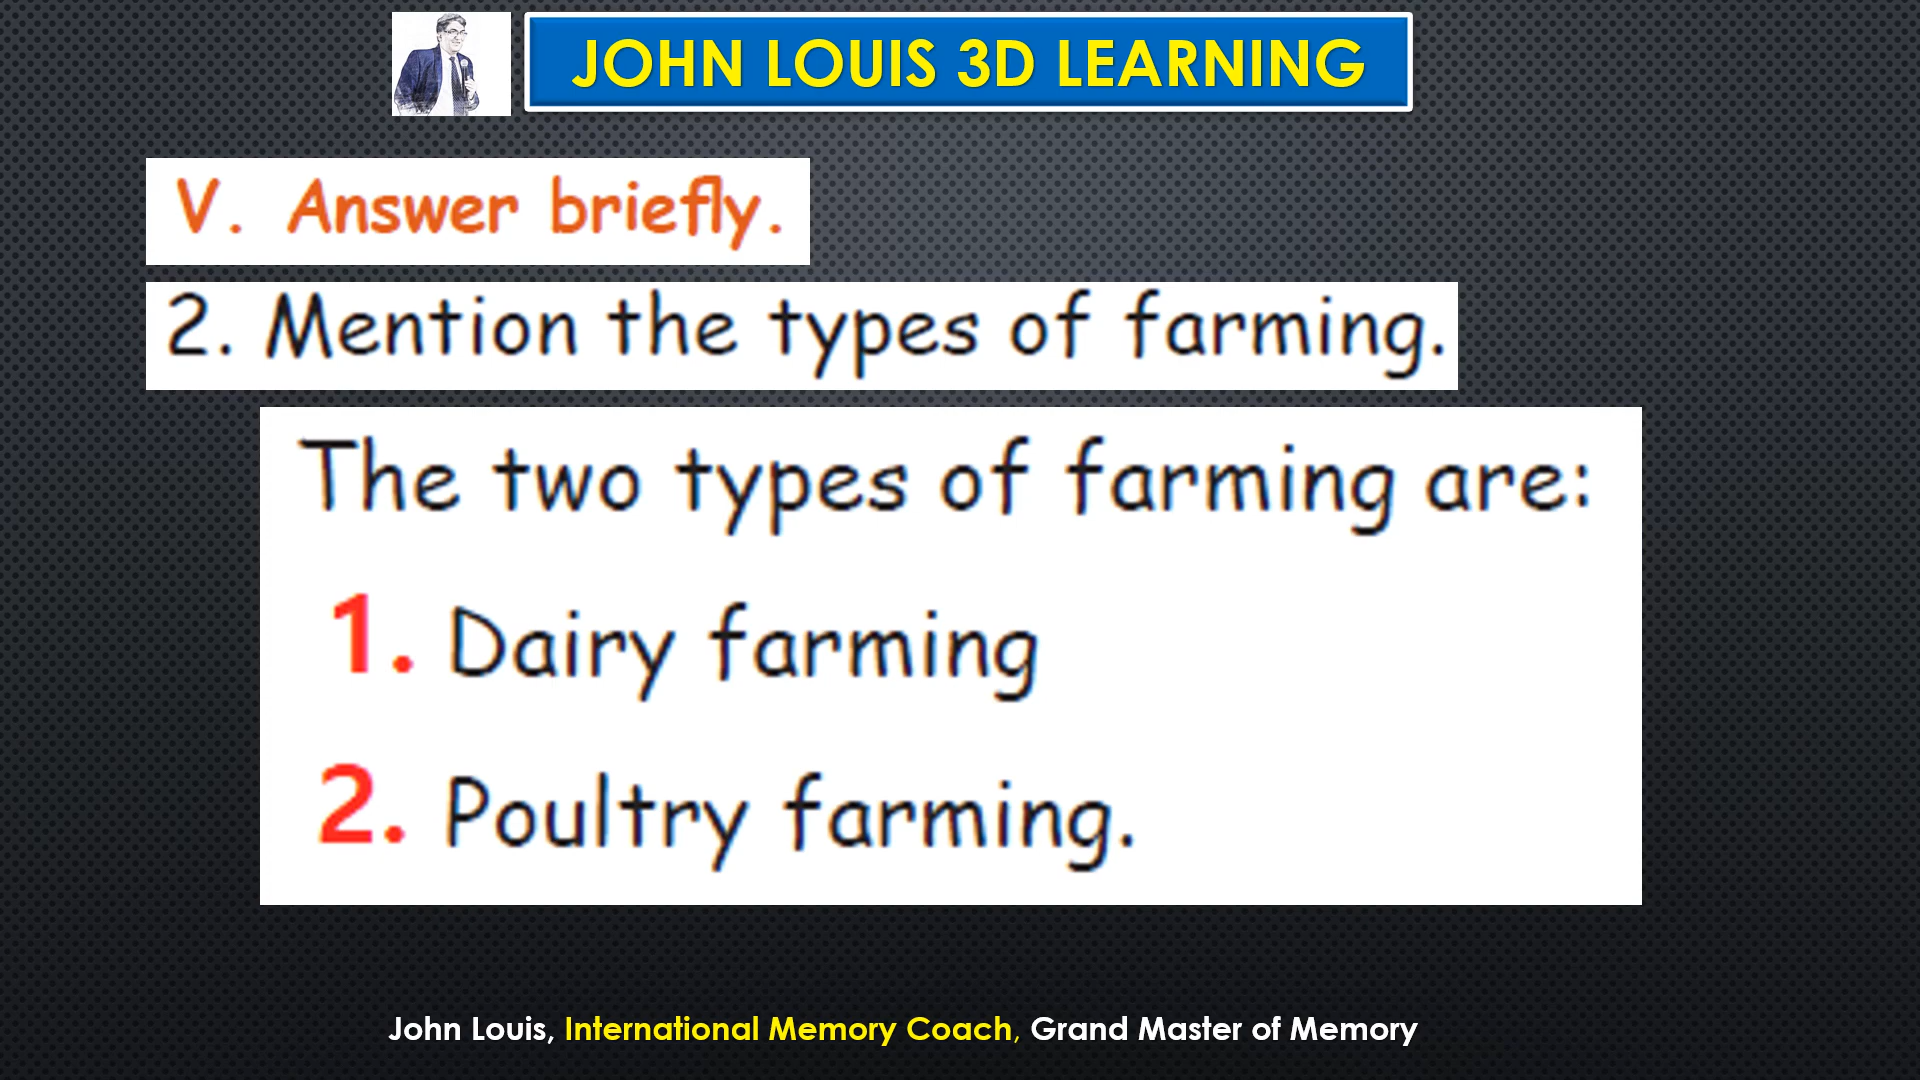 JOHN LOUIS 3D LEARNING
V. Answer briefly.
2. Mention the types of farming.
The two types of farming are:
1. Dairy farming
2. Poultry farming.
John Louis, International Memory Coach, Grand Master of Memory